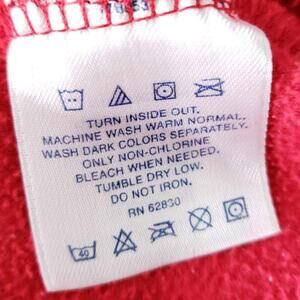 TURN INSIDE OUT.
MACHINE WASH WARM NORMAL.
WASH DARK COLORS SEPARATELY.
ONLY NON-CHLORINE
BLEACH WHEN NEEDED.
TUMBLE DRY LOW.
DO NOT IRON.
RN 62830
40